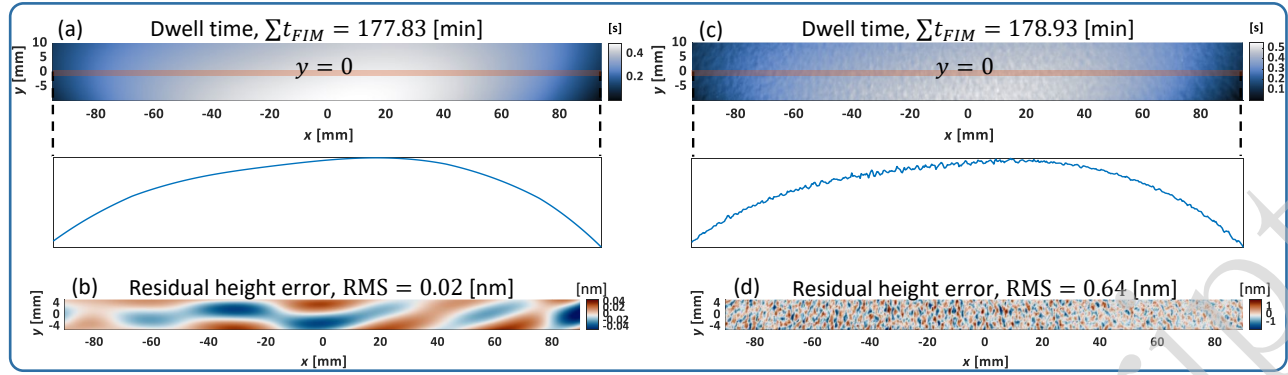 (a) Dwell time, ∑t_FIM = 177.83 [min]
[s]
10
5
0
-5
y [mm]
y = 0
0.4
0.2
-80 -60 -40 -20 0 20 40 60 80
x [mm]
(b) Residual height error, RMS = 0.02 [nm]
[nm]
4
0
-4
y [mm]
0.04
0.02
0
-0.02
-0.04
-80 -60 -40 -20 0 20 40 60 80
x [mm]
(c) Dwell time, ∑t_FIM = 178.93 [min]
[s]
10
5
0
-5
y [mm]
y = 0
0.5
0.4
0.3
0.2
0.1
-80 -60 -40 -20 0 20 40 60 80
x [mm]
(d) Residual height error, RMS = 0.64 [nm]
[nm]
4
0
-4
y [mm]
1
0
-1
-80 -60 -40 -20 0 20 40 60 80
x [mm]
ipt